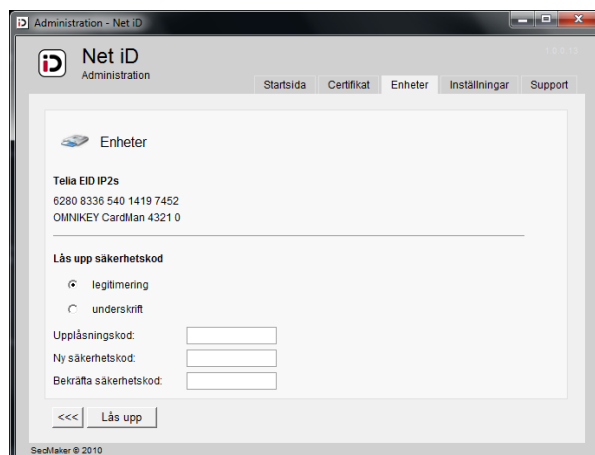 Administration - Net iD
iD
Net iD
Administration
Startsida Certifikat Enheter Inställningar Support
Enheter
Telia EID IP2s
6280 8336 540 1419 7452
OMNIKEY CardMan 4321 0
Lås upp säkerhetskod
legitimering
underskrift
Upplåsningskod:
Ny säkerhetskod:
Bekräfta säkerhetskod:
<<< Lås upp
SecMaker © 2010